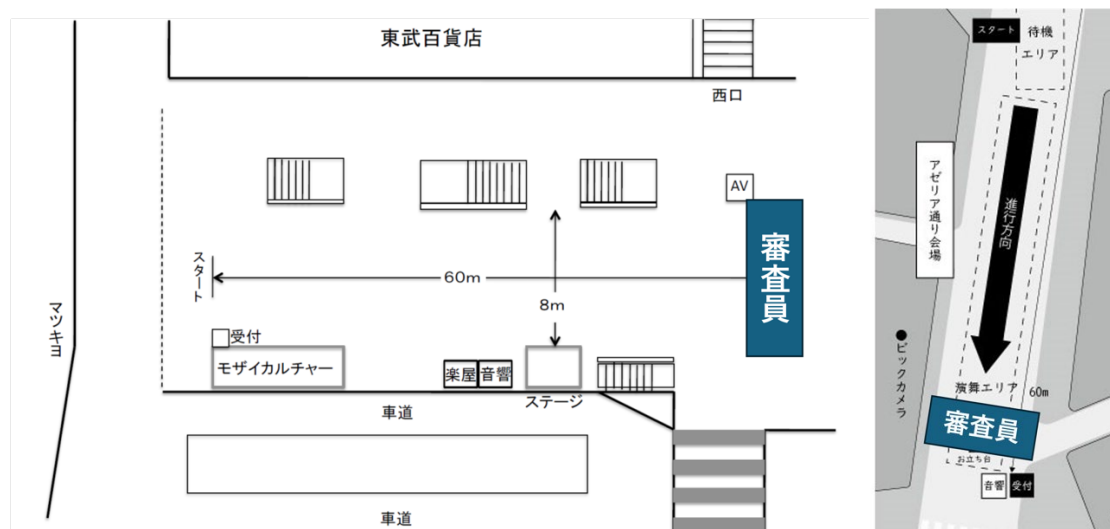 東武百貨店
西口
AV
審査員
スタート
60m
8m
マツキヨ
受付
モザイカルチャー
楽屋
音響
ステージ
車道
車道
スタート
待機
エリア
アゼリア通り会場
進行方向
●ビックカメラ
演舞エリア
60m
審査員
お立ち台
音響
受付